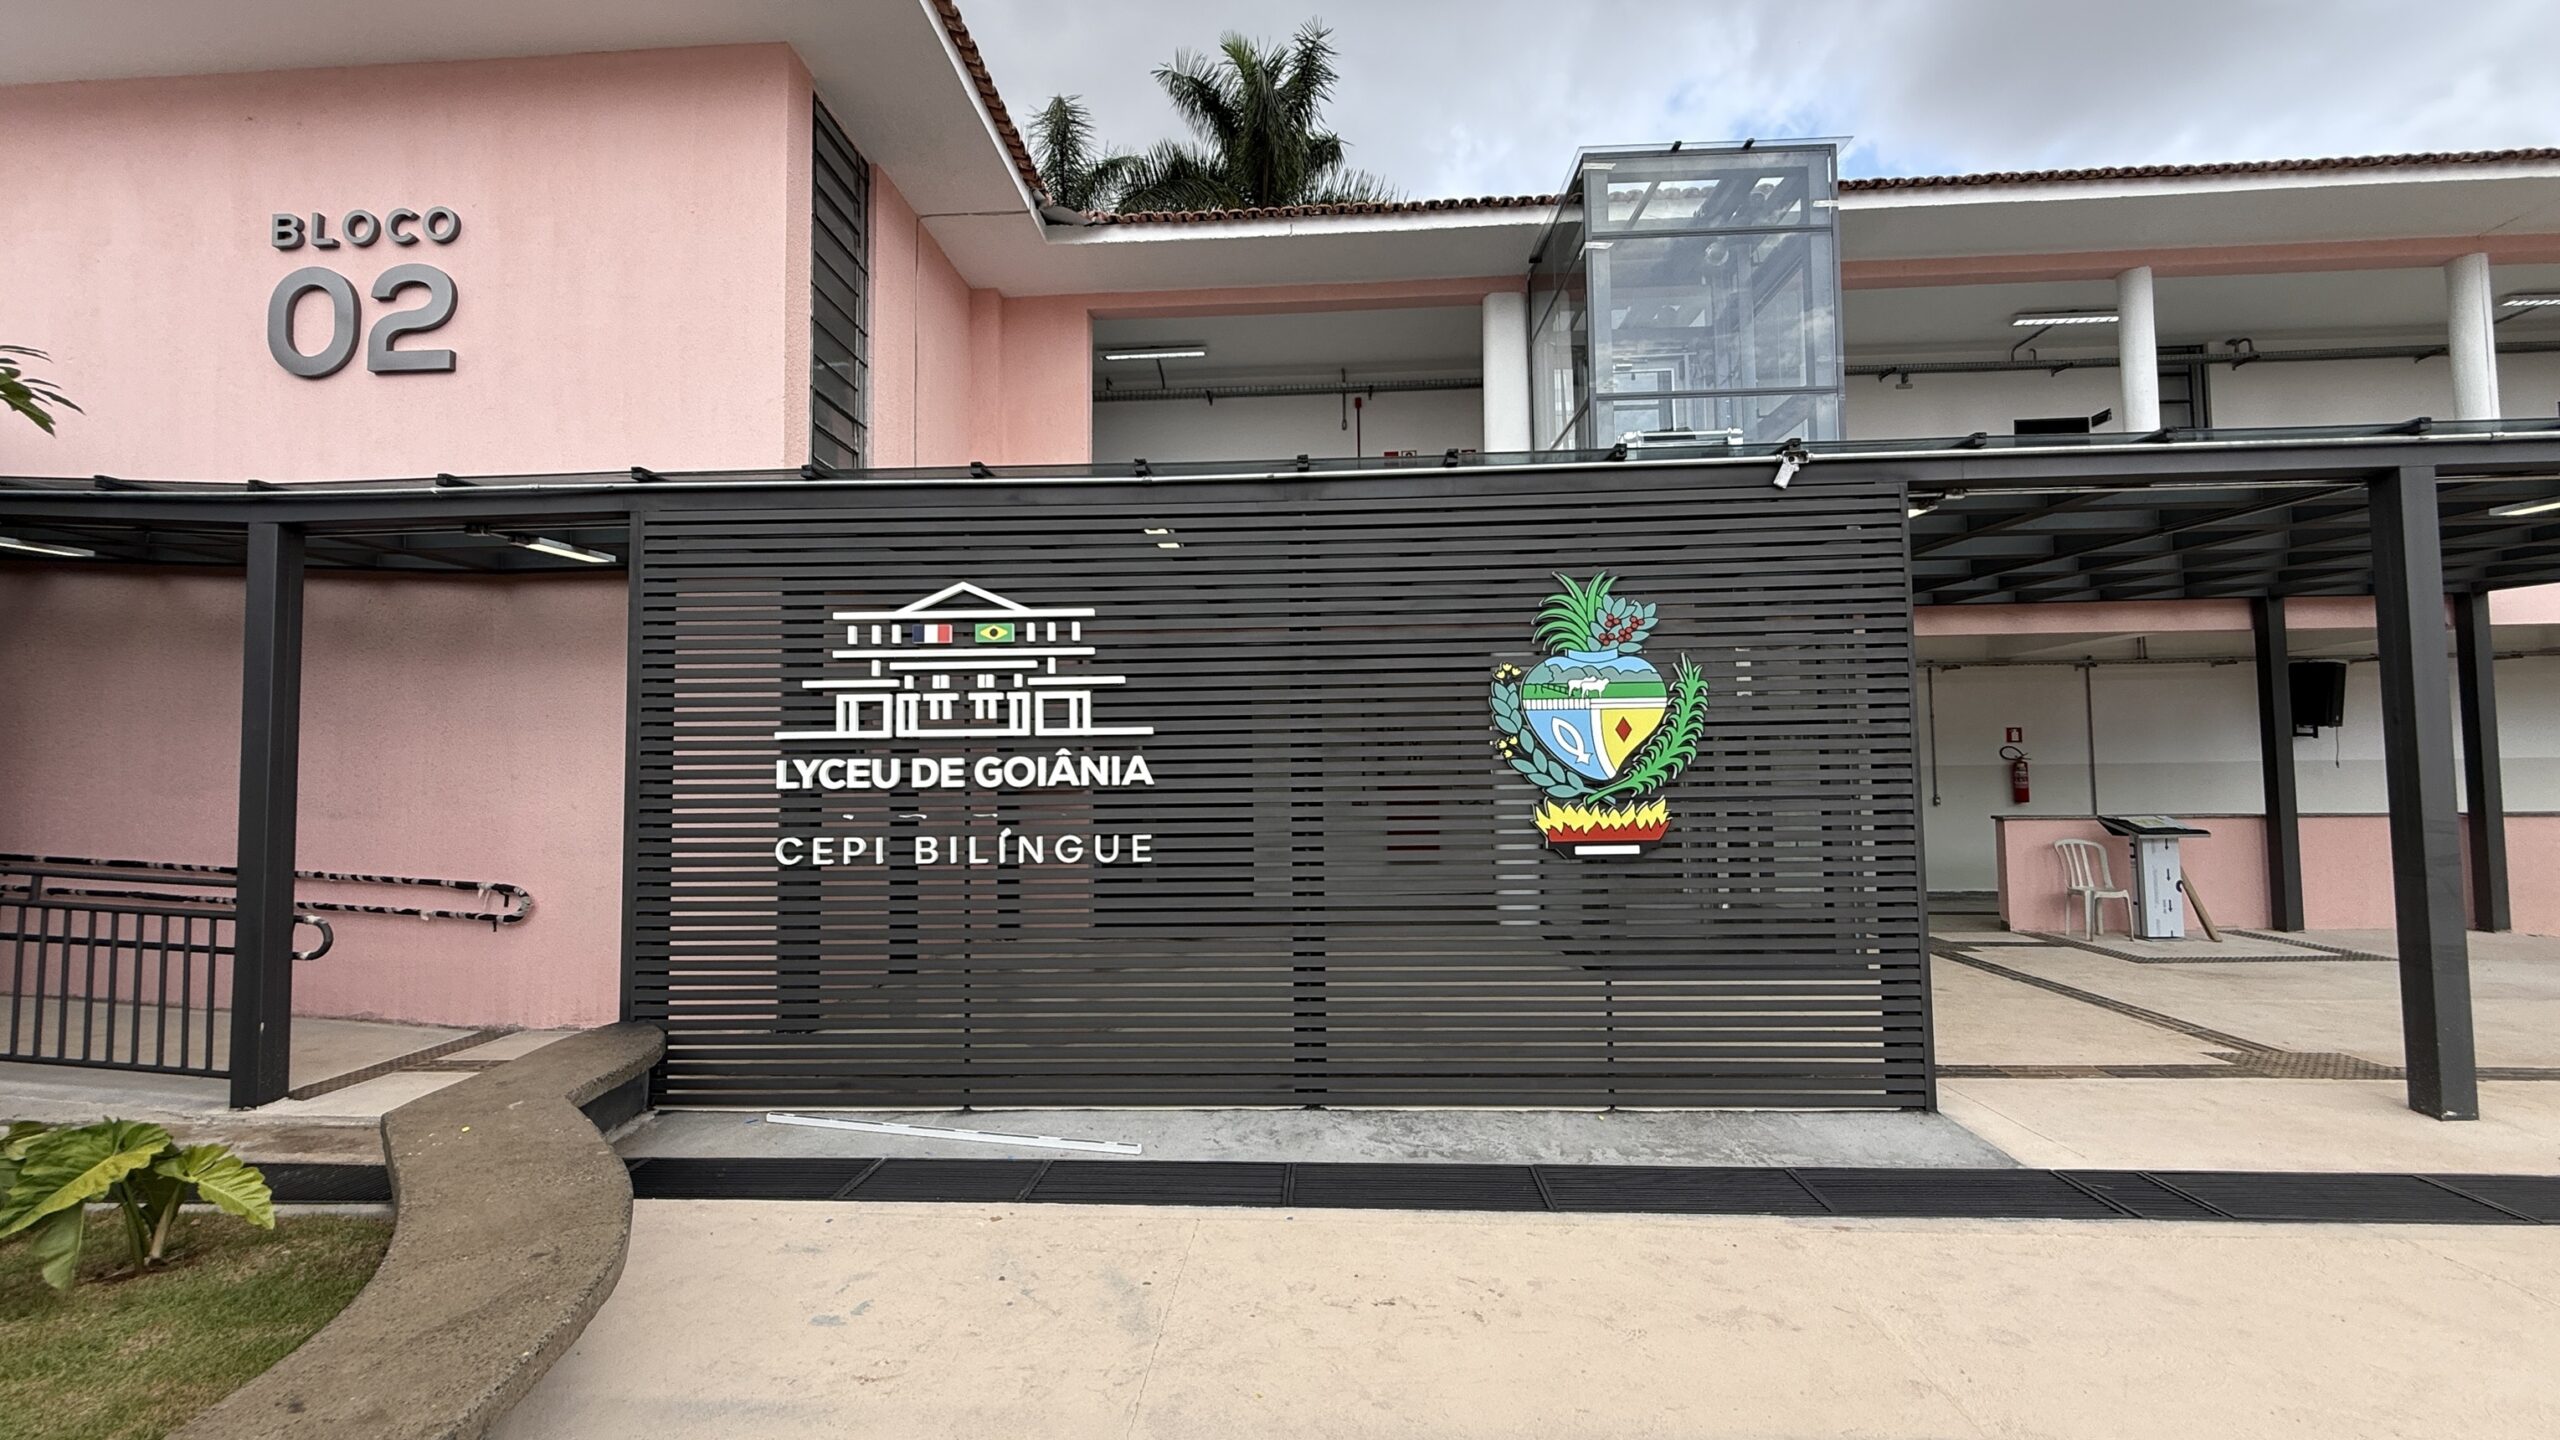 BLOCO
02
LYCEU DE GOIÂNIA
CEPI BILÍNGUE